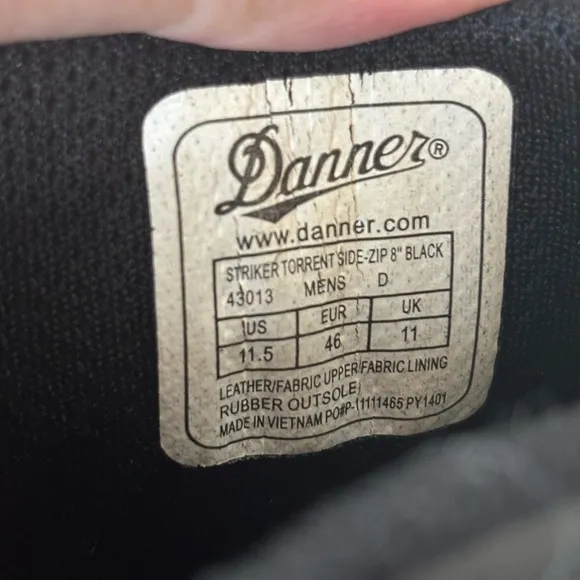 Danner®
www.danner.com
STRIKER TORRENT SIDE-ZIP 8" BLACK
43013 MENS D
US EUR UK
11.5 46 11
LEATHER/FABRIC UPPER FABRIC LINING
RUBBER OUTSOLE
MADE IN VIETNAM PO#P-11111465 PY1401